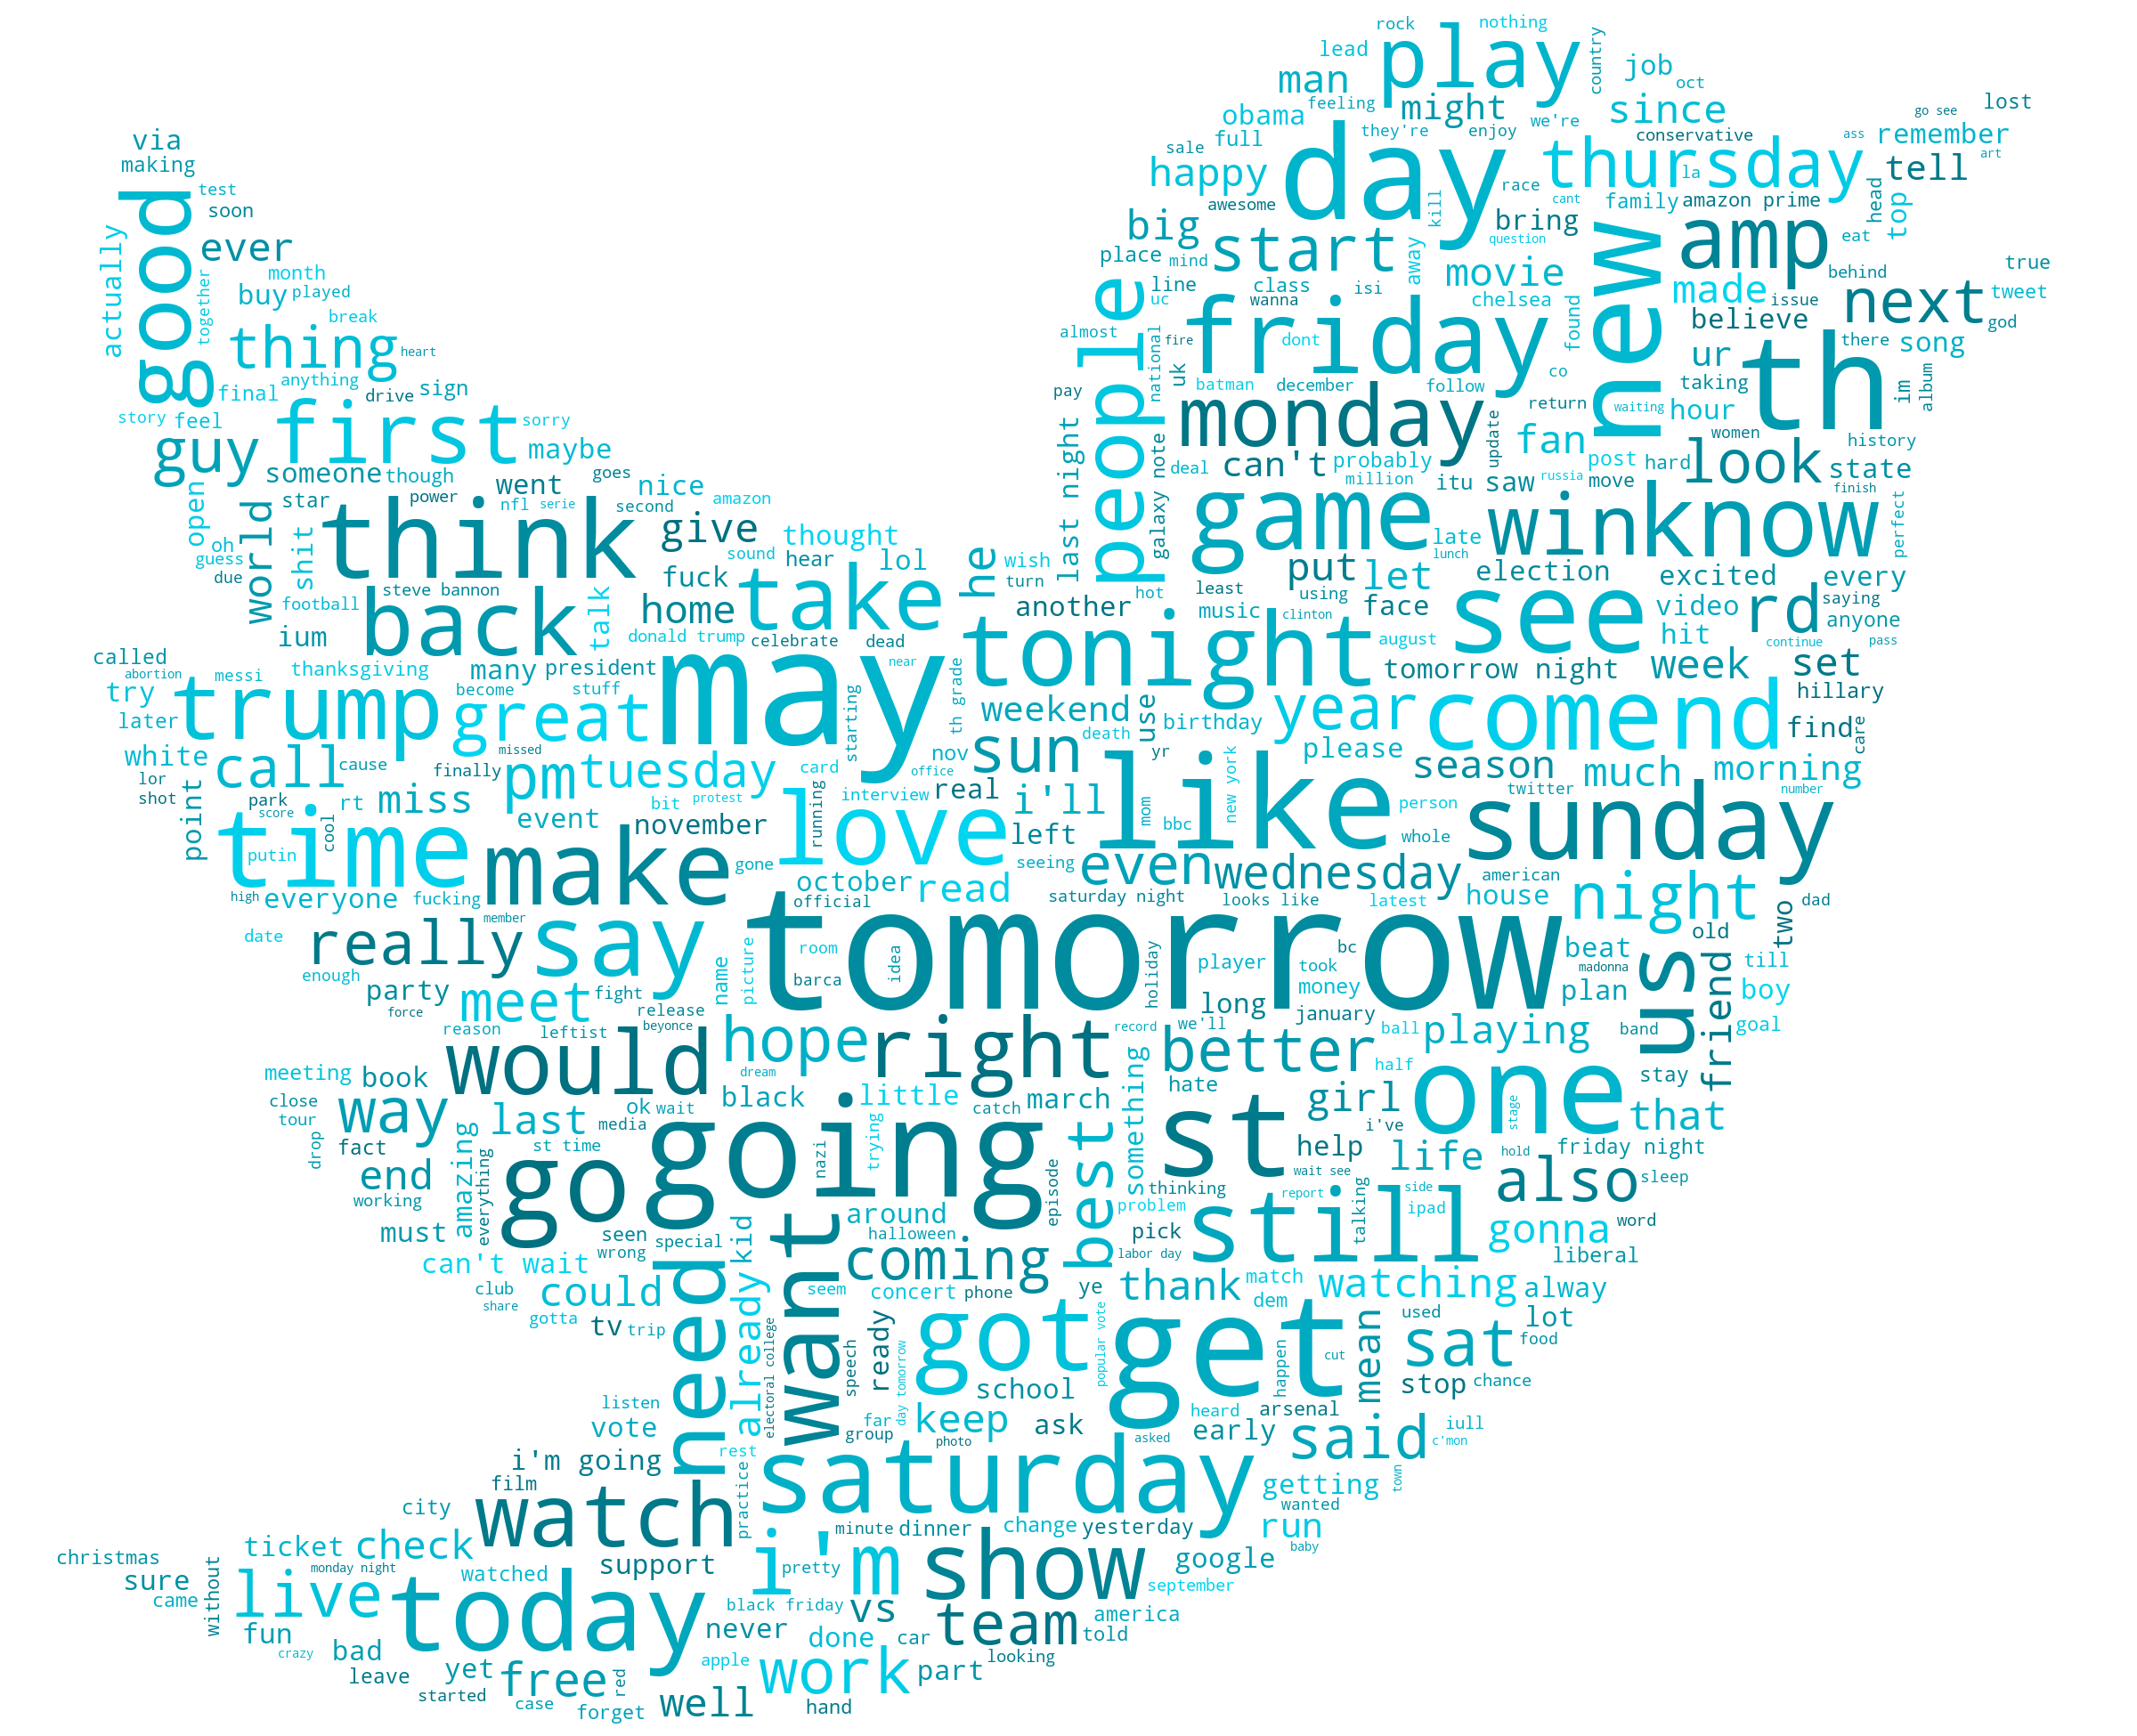 rock
nothing
lead
play
country
job
man
oct
obama
feeling
might
since
go see
lost
sale
full
they're
enjoy
we're
conservative
ass
remember
via
making
happy
day
thursday
la
art
tell
test
soon
good
awesome
kill
race
cant
family
amazon prime
head
top
actually
ever
big
start
away
bring
question
new
amp
eat
together
month
place
mind
movie
behind
true
buy
played
people
line
uc
class
wanna
isi
chelsea
found
made
issue
next
tweet
break
thing
heart
almost
national
fire
friday
dont
believe
god
th
there
song
story
final
anything
feel
drive
sign
pay
uk
batman
december
follow
co
ur
taking
im
album
guy
first
sorry
maybe
last night
galaxy note
monday
update
return
waiting
hour
women
history
someone
though
went
goes
nice
deal
can't
probably
fan
post
hard
look
state
open
world
star
power
nfl
serie
second
amazon
million
itu
saw
russia
move
finish
oh
guess
due
shit
think
give
thought
sound
hear
lol
he
wish
game
late
lunch
win
know
perfect
football
steve bannon
back
talk
fuck
home
take
turn
another
hot
least
music
put
using
clinton
let
face
election
see
excited
video
every
rd
saying
anyone
ium
donald trump
celebrate
dead
tonight
august
hit
continue
pass
called
abortion
messi
thanksgiving
many
president
may
near
th grade
tomorrow night
week
set
try
later
trump
become
great
stuff
starting
weekend
use
birthday
year
comend
hillary
find
care
white
call
cause
missed
finally
pm
tuesday
card
office
nov
sun
death
yr
please
season
much
morning
lor
shot
point
park
score
rt
miss
event
bit
protest
love
interview
real
i'll
like
new york
person
twitter
number
time
putin
cool
make
november
running
left
mom
bbc
whole
sunday
high
everyone
fucking
gone
october
read
seeing
even
wednesday
american
house
night
member
official
saturday night
looks like
latest
two
dad
date
really
say
tomorrow
room
idea
bc
beat
us
old
enough
party
fight
name
picture
barca
holiday
player
took
money
madonna
plan
friend
till
boy
force
meet
release
long
january
reason
leftist
beyonce
hope
right
record
we'll
better
ball
playing
band
goal
meeting
book
would
dream
half
stay
close
tour
way
last
ok
wait
black
little
catch
march
something
hate
girl
i've
one
stage
that
drop
fact
st time
media
going
nazi
trying
best
st
help
life
hold
friday night
end
amazing
everything
working
go
episode
thinking
wait see
also
sleep
must
seen
wrong
special
want
around
halloween
problem
pick
report
side
ipad
talking
still
gonna
word
can't wait
need
kid
coming
labor day
liberal
club
share
could
already
seem
concert
phone
ye
thank
match
dem
watching
alway
gotta
tv
trip
electoral college
speech
ready
day tomorrow
got
popular vote
get
happen
cut
mean
used
sat
lot
food
listen
vote
school
far
keep
ask
heard
arsenal
stop
chance
i'm going
rest
group
photo
asked
early
said
iull
c'mon
film
practice
saturday
getting
town
city
watch
wanted
christmas
ticket
check
minute
dinner
change
yesterday
run
baby
sure
monday night
watched
support
i'm
pretty
show
google
came
without
live
today
black friday
vs
september
fun
never
done
car
team
america
told
crazy
bad
leave
yet
free
red
apple
work
part
looking
started
case
forget
well
hand